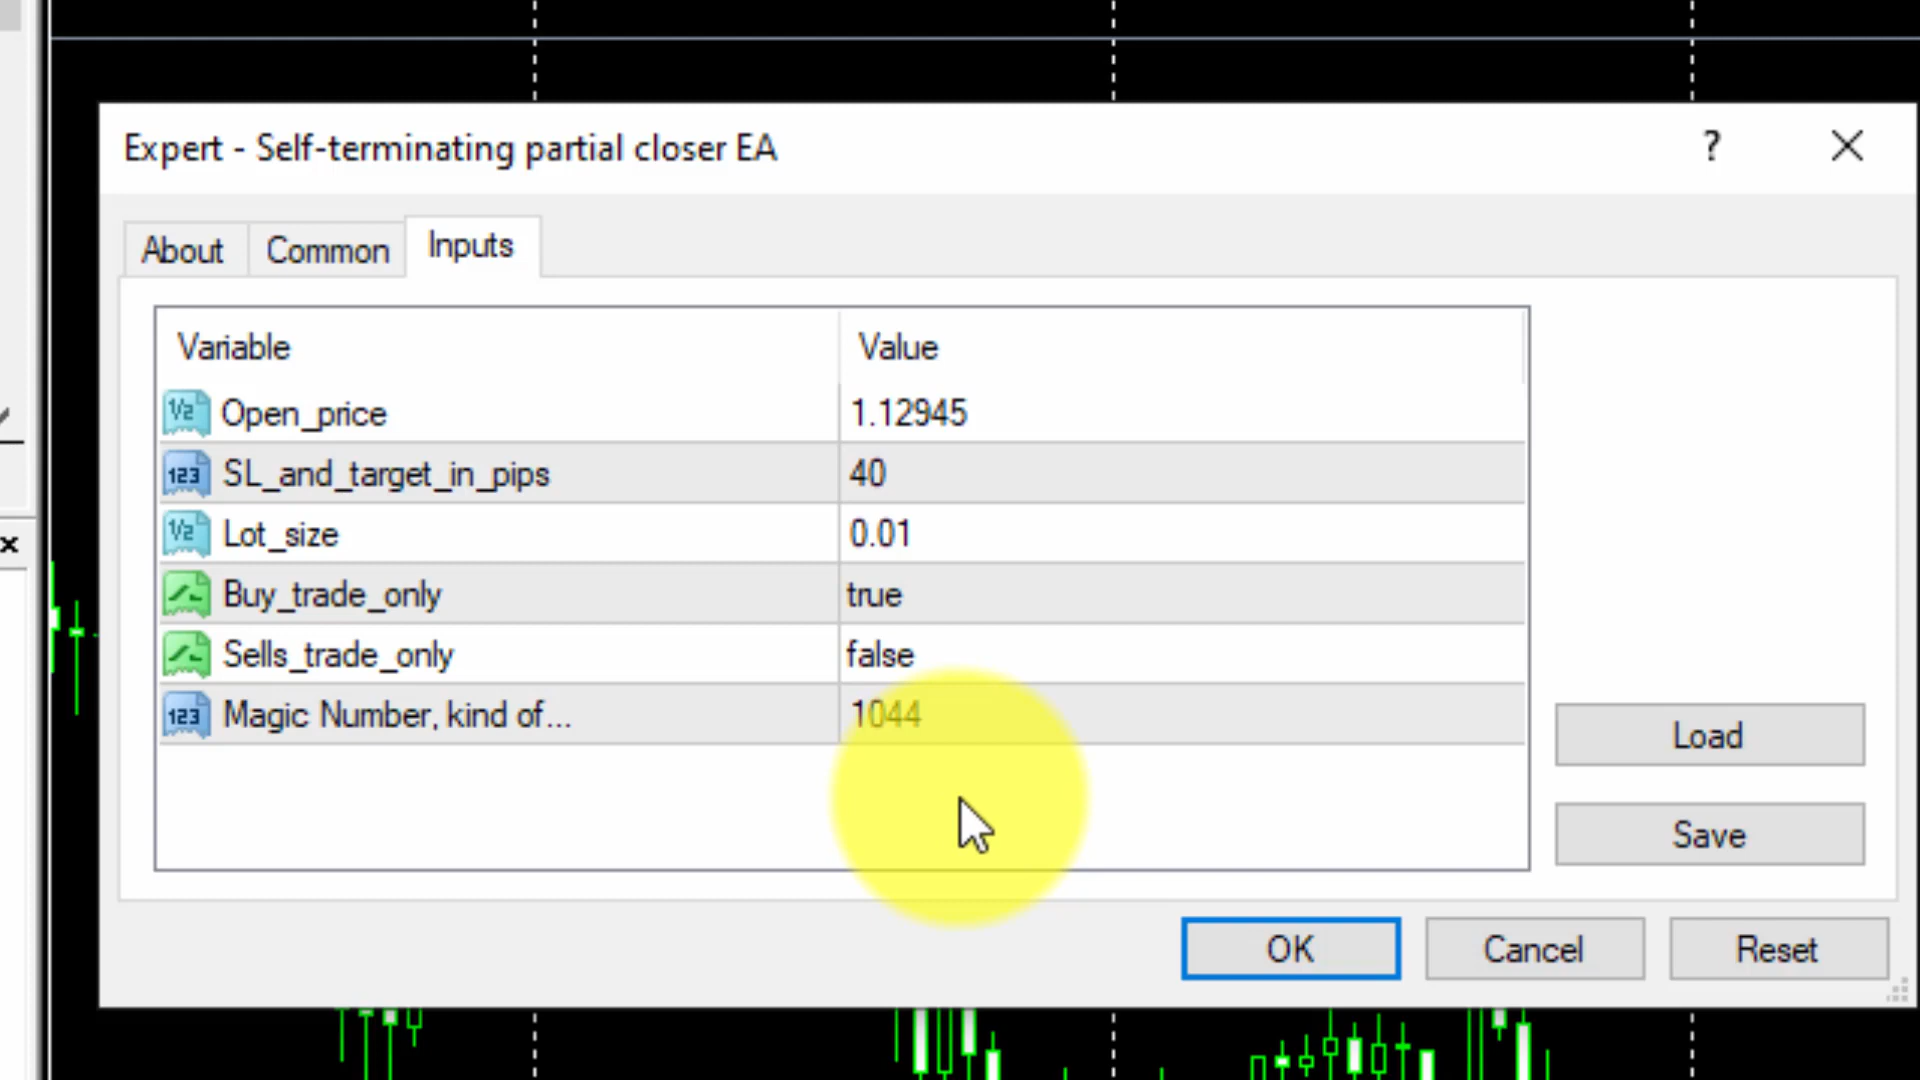 Expert - Self-terminating partial closer EA
?
About Common Inputs
Variable Value
Open_price 1.12945
SL_and_target_in_pips 40
Lot_size 0.01
Buy_trade_only true
Sells_trade_only false
Magic Number, kind of... 1044
Load
Save
OK Cancel Reset